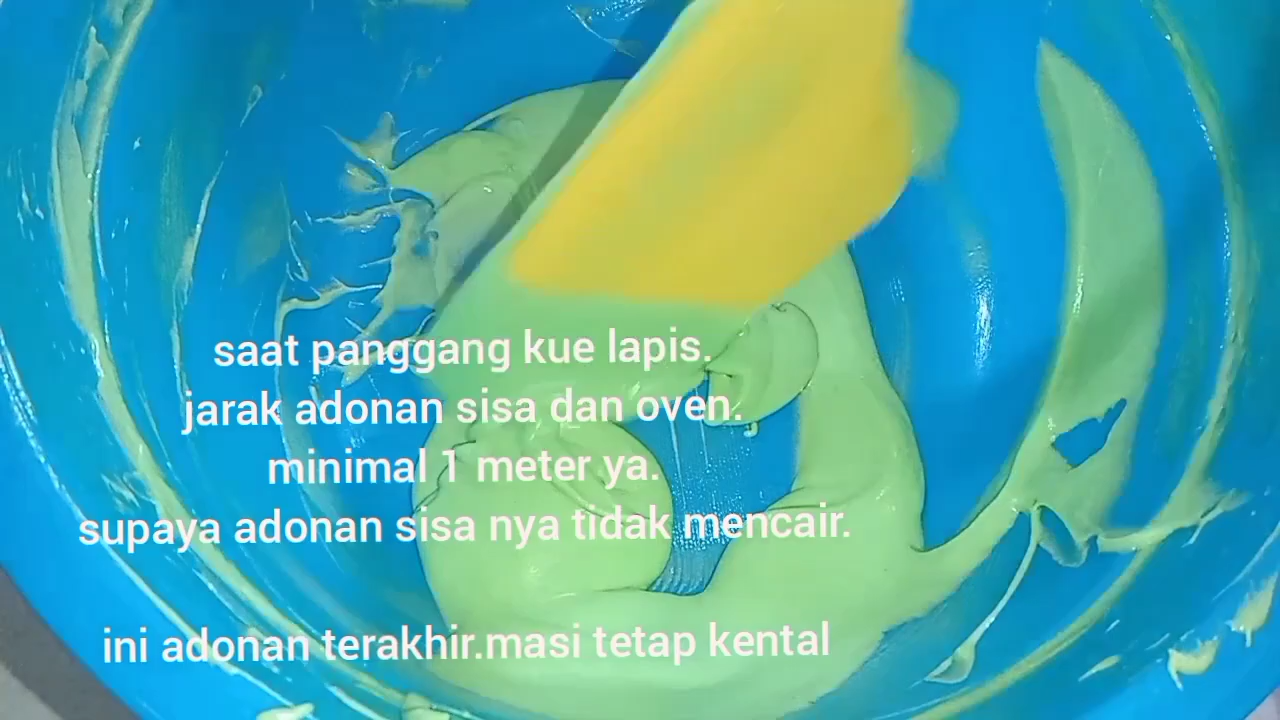 saat panggang kue lapis.
jarak adonan sisa dan oven.
minimal 1 meter ya.
supaya adonan sisa nya tidak mencair.
ini adonan terakhir.masi tetap kental